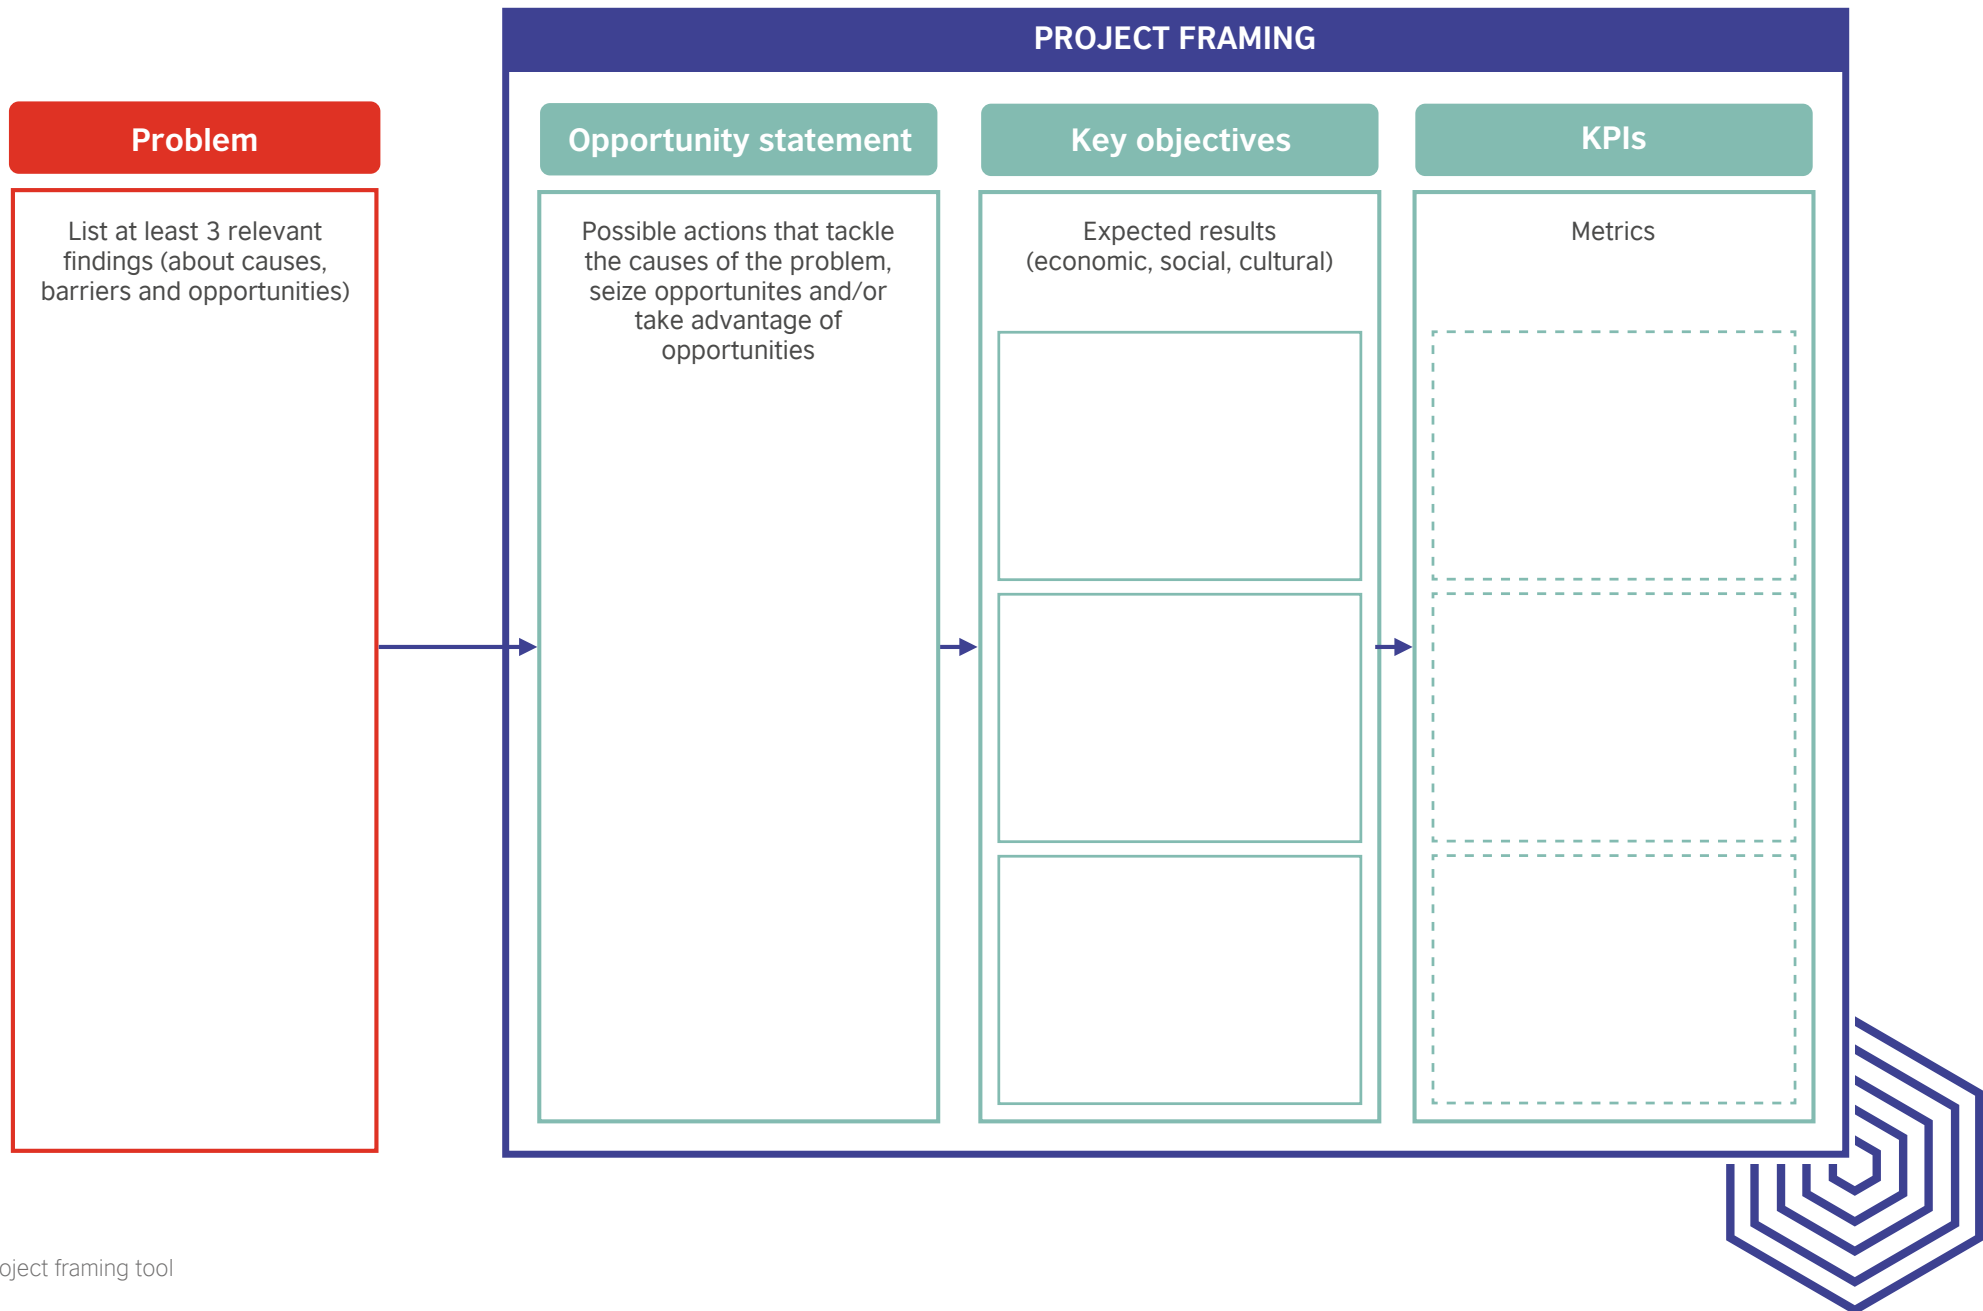 PROJECT FRAMING
Problem
List at least 3 relevant
findings (about causes,
barriers and opportunities)
Opportunity statement
Possible actions that tackle
the causes of the problem,
seize opportunites and/or
take advantage of
opportunities
Key objectives
Expected results
(economic, social, cultural)
KPIs
Metrics
oject framing tool